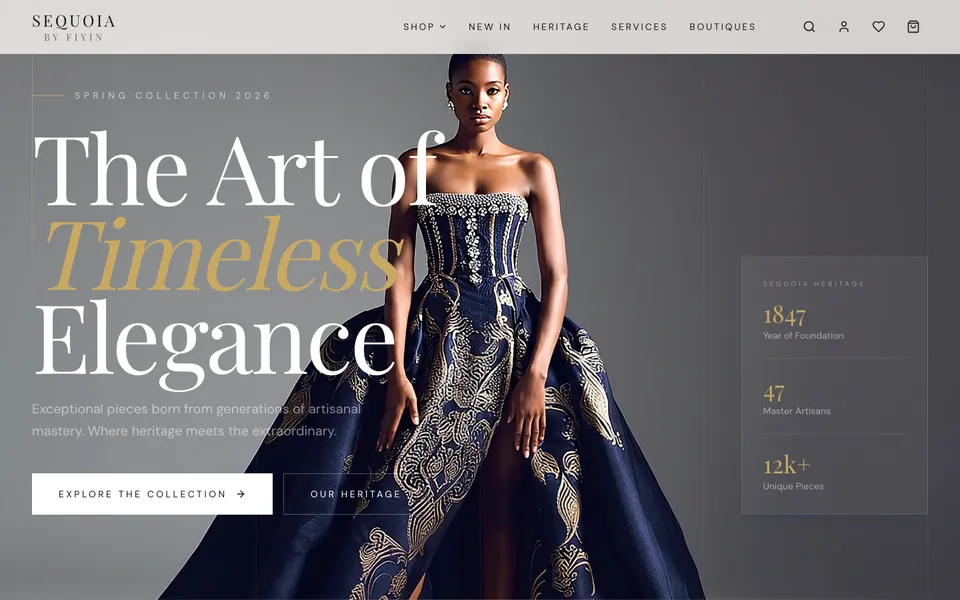 SEQUOIA
BY FIYIN
SHOP
NEW IN
HERITAGE
SERVICES
BOUTIQUES
SPRING COLLECTION 2026
The Art of
Timeless
Elegance
Exceptional pieces born from generations of artisanal
mastery. Where heritage meets the extraordinary.
EXPLORE THE COLLECTION →
OUR HERITAGE
SEQUOIA HERITAGE
1847
Year of Foundation
47
Master Artisans
12k+
Unique Pieces